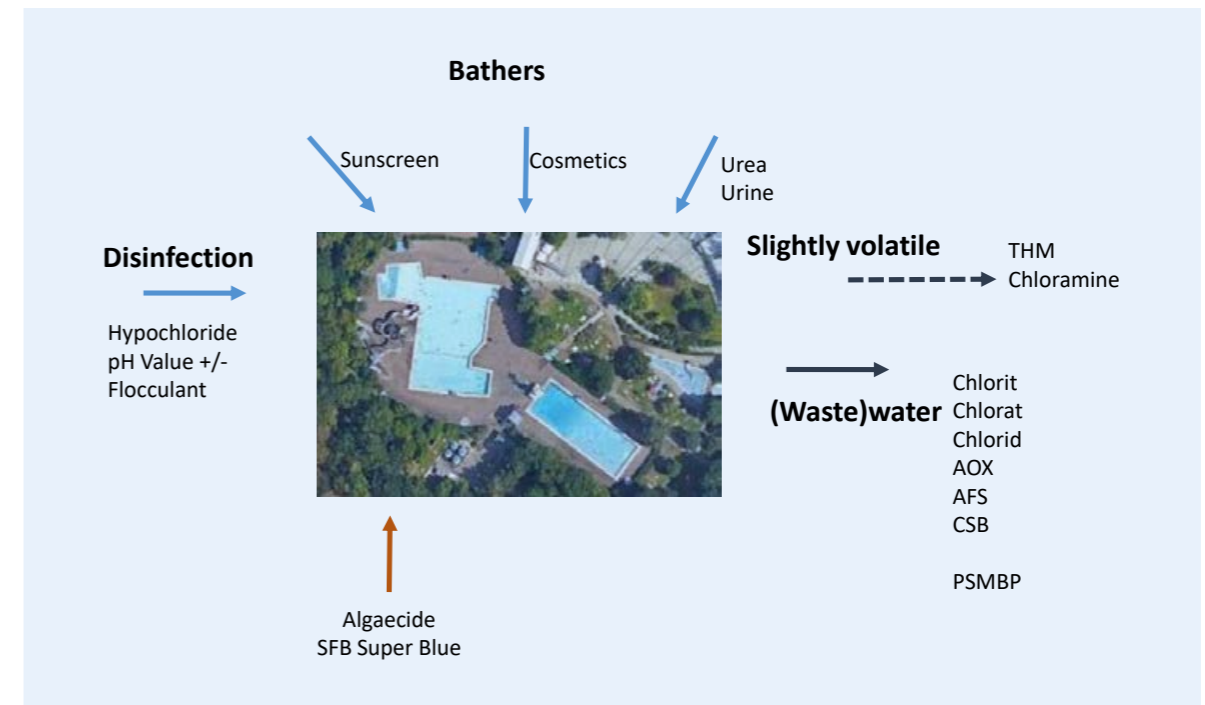 Bathers
Sunscreen
Cosmetics
Urea
Urine
Disinfection
Hypochloride
pH Value +/-
Flocculant
Slightly volatile
THM
Chloramine
(Waste)water
Chlorit
Chlorat
Chlorid
AOX
AFS
CSB
PSMBP
Algaecide
SFB Super Blue